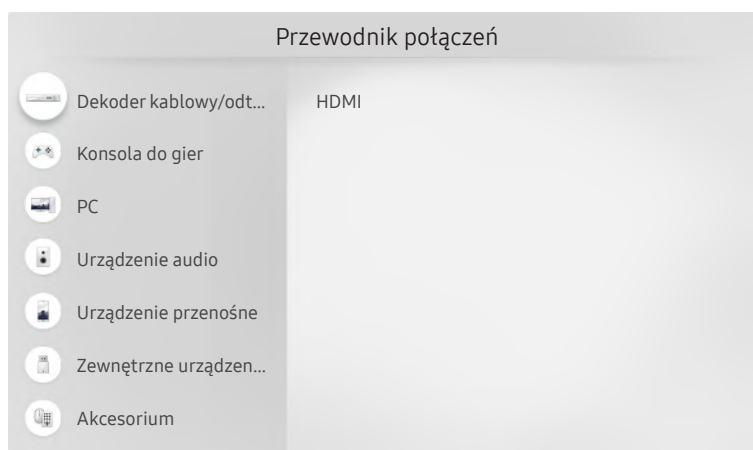 Przewodnik połączeń
Dekoder kablowy/odt...
HDMI
Konsola do gier
PC
Urządzenie audio
Urządzenie przenośne
Zewnętrzne urządzen...
Akcesorium